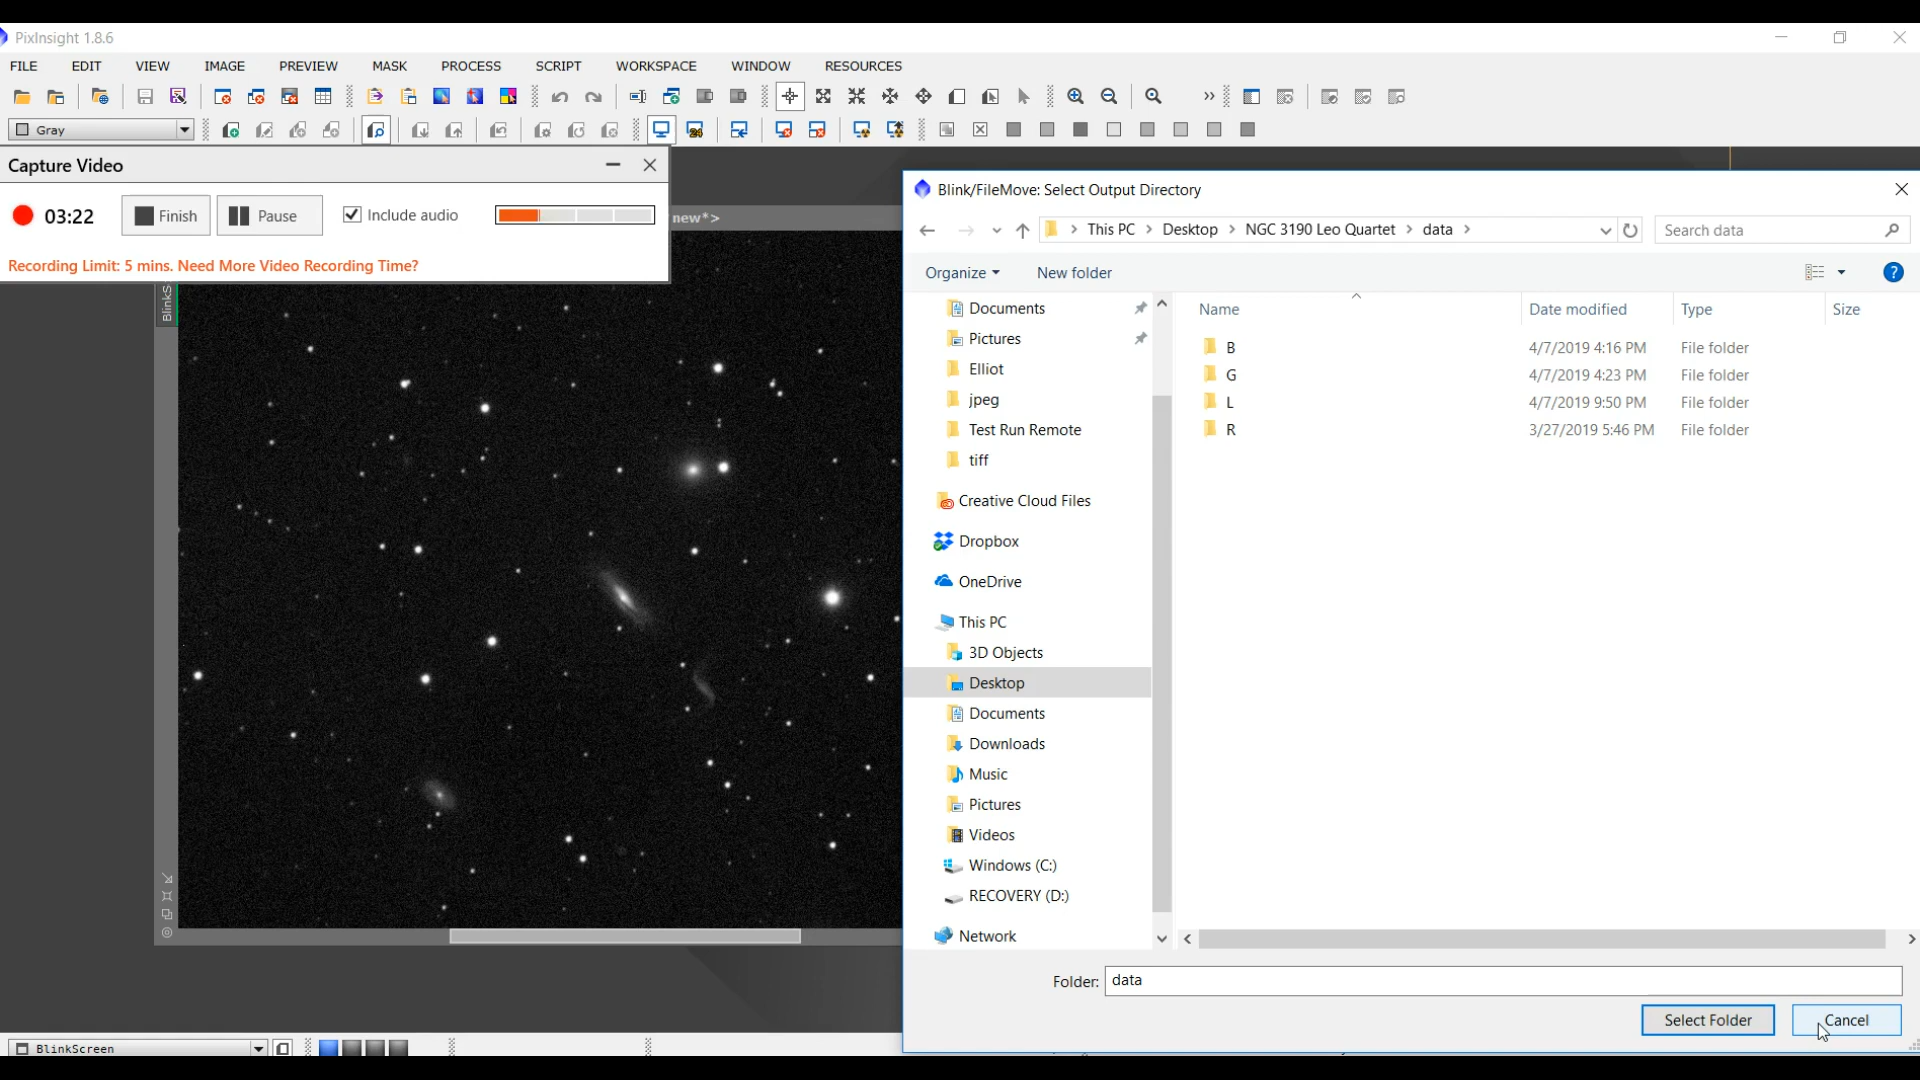 PixInsight 1.8.6
FILE EDIT VIEW IMAGE PREVIEW MASK PROCESS SCRIPT WORKSPACE WINDOW RESOURCES
Gray
Capture Video
03:22 Finish Pause Include audio
Recording Limit: 5 mins. Need More Video Recording Time?
new*>
BlinkS
Blink/FileMove: Select Output Directory
This PC > Desktop > NGC 3190 Leo Quartet > data >
Search data
Organize New folder
Documents
Pictures
Elliot
jpeg
Test Run Remote
tiff
Creative Cloud Files
Dropbox
OneDrive
This PC
3D Objects
Desktop
Documents
Downloads
Music
Pictures
Videos
Windows (C:)
RECOVERY (D:)
Network
Name Date modified Type Size
B 4/7/2019 4:16 PM File folder
G 4/7/2019 4:23 PM File folder
L 4/7/2019 9:50 PM File folder
R 3/27/2019 5:46 PM File folder
Folder: data
Select Folder Cancel
BlinkScreen